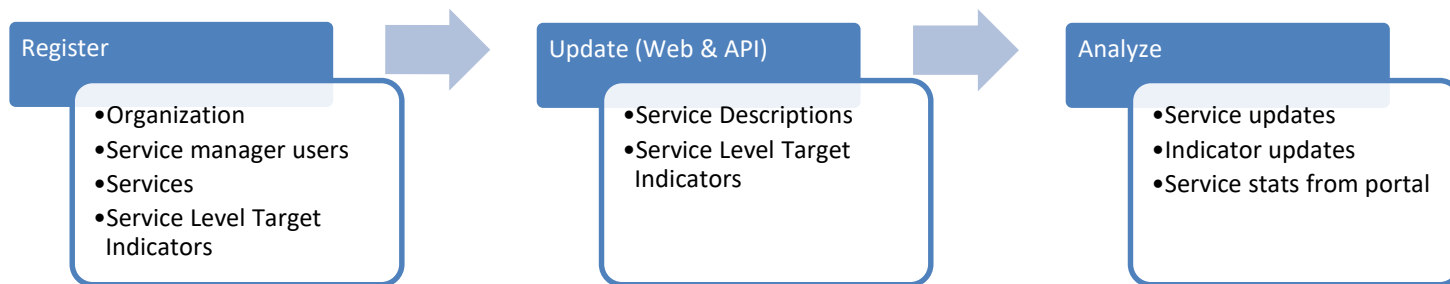 Register
•Organization
•Service manager users
•Services
•Service Level Target
Indicators
Update (Web & API)
•Service Descriptions
•Service Level Target
Indicators
Analyze
•Service updates
•Indicator updates
•Service stats from portal